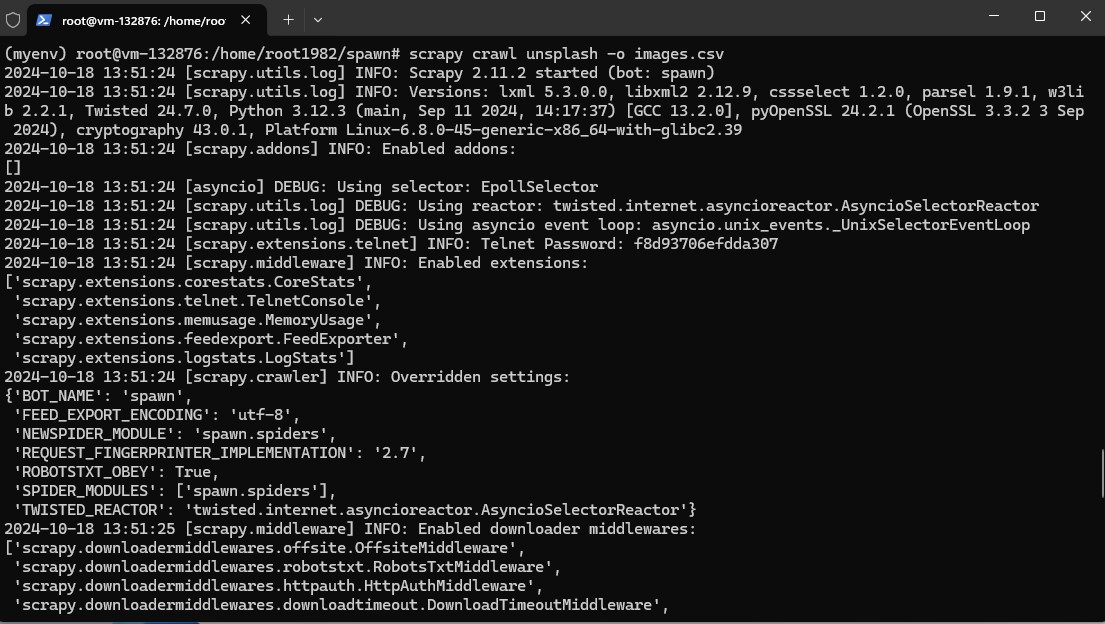 root@vm-132876: /home/roo
(myenv) root@vm-132876:/home/root1982/spawn# scrapy crawl unsplash -o images.csv
2024-10-18 13:51:24 [scrapy.utils.log] INFO: Scrapy 2.11.2 started (bot: spawn)
2024-10-18 13:51:24 [scrapy.utils.log] INFO: Versions: lxml 5.3.0.0, libxml2 2.12.9, cssselect 1.2.0, parsel 1.9.1, w3li
b 2.2.1, Twisted 24.7.0, Python 3.12.3 (main, Sep 11 2024, 14:17:37) [GCC 13.2.0], pyOpenSSL 24.2.1 (OpenSSL 3.3.2 3 Sep
 2024), cryptography 43.0.1, Platform Linux-6.8.0-45-generic-x86_64-with-glibc2.39
2024-10-18 13:51:24 [scrapy.addons] INFO: Enabled addons:
[]
2024-10-18 13:51:24 [asyncio] DEBUG: Using selector: EpollSelector
2024-10-18 13:51:24 [scrapy.utils.log] DEBUG: Using reactor: twisted.internet.asyncioreactor.AsyncioSelectorReactor
2024-10-18 13:51:24 [scrapy.utils.log] DEBUG: Using asyncio event loop: asyncio.unix_events._UnixSelectorEventLoop
2024-10-18 13:51:24 [scrapy.extensions.telnet] INFO: Telnet Password: f8d93706efdda307
2024-10-18 13:51:24 [scrapy.middleware] INFO: Enabled extensions:
['scrapy.extensions.corestats.CoreStats',
 'scrapy.extensions.telnet.TelnetConsole',
 'scrapy.extensions.memusage.MemoryUsage',
 'scrapy.extensions.feedexport.FeedExporter',
 'scrapy.extensions.logstats.LogStats']
2024-10-18 13:51:24 [scrapy.crawler] INFO: Overridden settings:
{'BOT_NAME': 'spawn',
 'FEED_EXPORT_ENCODING': 'utf-8',
 'NEWSPIDER_MODULE': 'spawn.spiders',
 'REQUEST_FINGERPRINTER_IMPLEMENTATION': '2.7',
 'ROBOTSTXT_OBEY': True,
 'SPIDER_MODULES': ['spawn.spiders'],
 'TWISTED_REACTOR': 'twisted.internet.asyncioreactor.AsyncioSelectorReactor'}
2024-10-18 13:51:25 [scrapy.middleware] INFO: Enabled downloader middlewares:
['scrapy.downloadermiddlewares.offsite.OffsiteMiddleware',
 'scrapy.downloadermiddlewares.robotstxt.RobotsTxtMiddleware',
 'scrapy.downloadermiddlewares.httpauth.HttpAuthMiddleware',
 'scrapy.downloadermiddlewares.downloadtimeout.DownloadTimeoutMiddleware',